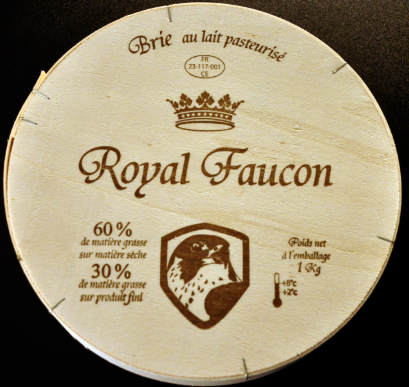 Brie au lait pasteurisé
FR
23-117-001
CE
Royal Faucon
60%
de matière grasse
sur matière sèche
30%
de matière grasse
sur produit fini
Poids net
à l'emballage
1 Kg
+8°c
+2°c